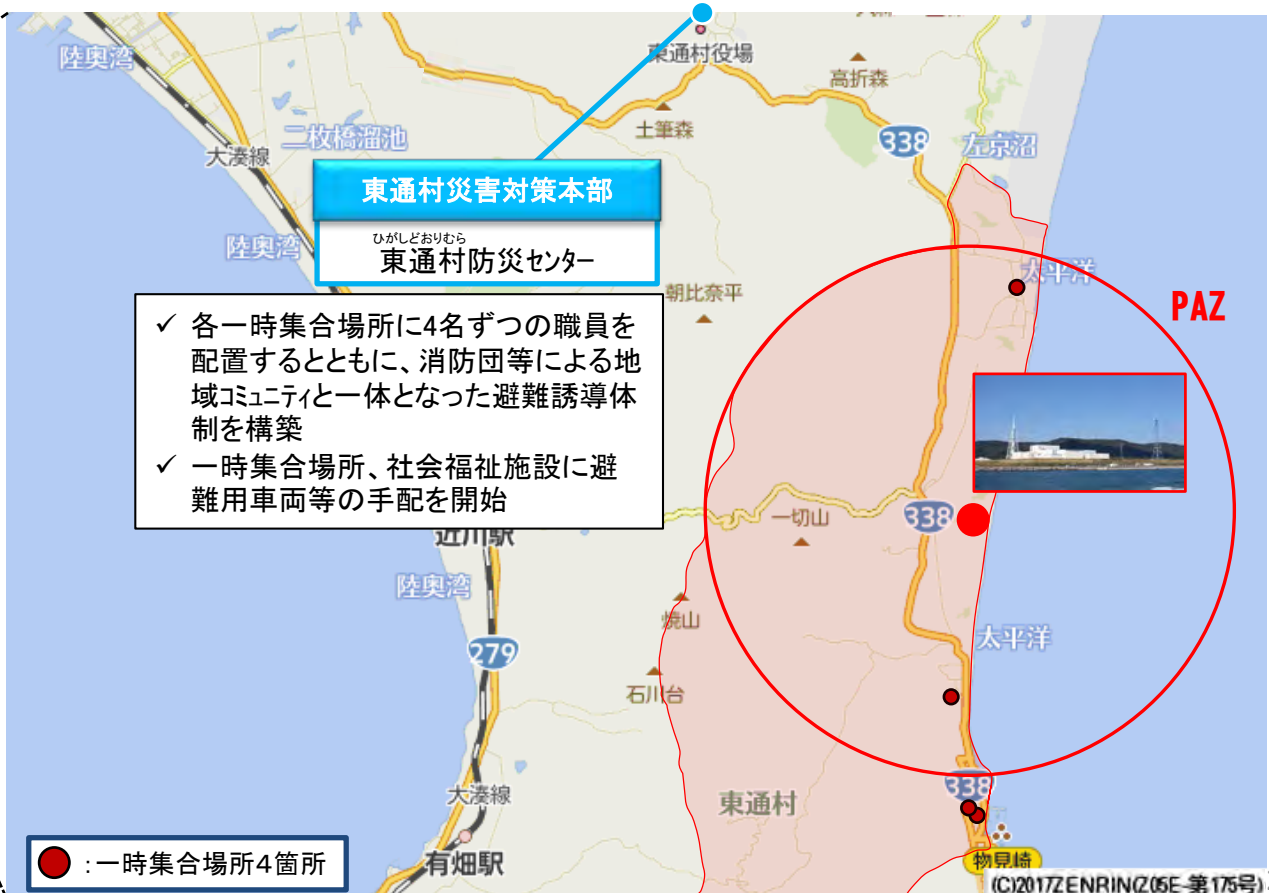 陸奥湾
東通村役場
高折森
土筆森
二枚橋溜池
大湊線
338
左京沼
東通村災害対策本部
ひがしどおりむら
東通村防災センター
陸奥湾
太平洋
朝比奈平
PAZ
✓ 各一時集合場所に4名ずつの職員を
配置するとともに、消防団等による地
域コミュニティと一体となった避難誘導体
制を構築
✓ 一時集合場所、社会福祉施設に避
難用車両等の手配を開始
一切山
338
近川駅
陸奥湾
焼山
279
太平洋
石川台
大湊線
東通村
338
:一時集合場所4箇所
有畑駅
物見崎
(C)2017ZENRIN(Z05E 第175号)